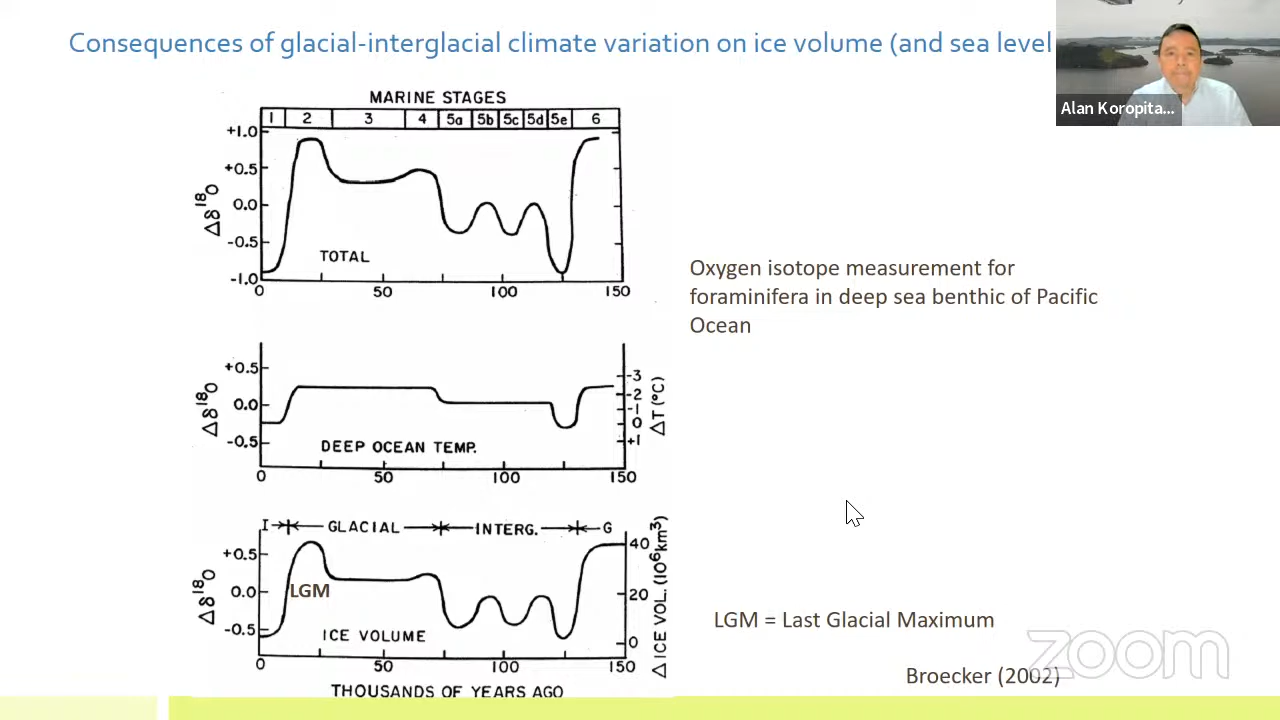 Consequences of glacial-interglacial climate variation on ice volume (and sea level
Alan Koropita...
MARINE STAGES
1 2 3 4 5a 5b 5c 5d 5e 6
+1.0
+0.5
0.0
-0.5
-1.0
Δδ18O
TOTAL
0 50 100 150
Oxygen isotope measurement for
foraminifera in deep sea benthic of Pacific
Ocean
+0.5
0.0
-0.5
Δδ18O
-3
-2
-1
0
+1
ΔT (°C)
DEEP OCEAN TEMP.
0 50 100 150
I GLACIAL INTERG. G
+0.5
0.0
-0.5
Δδ18O
LGM
40
20
0
Δ ICE VOL. (10⁶km³)
ICE VOLUME
0 50 100 150
THOUSANDS OF YEARS AGO
LGM = Last Glacial Maximum
zoom
Broecker (2002)